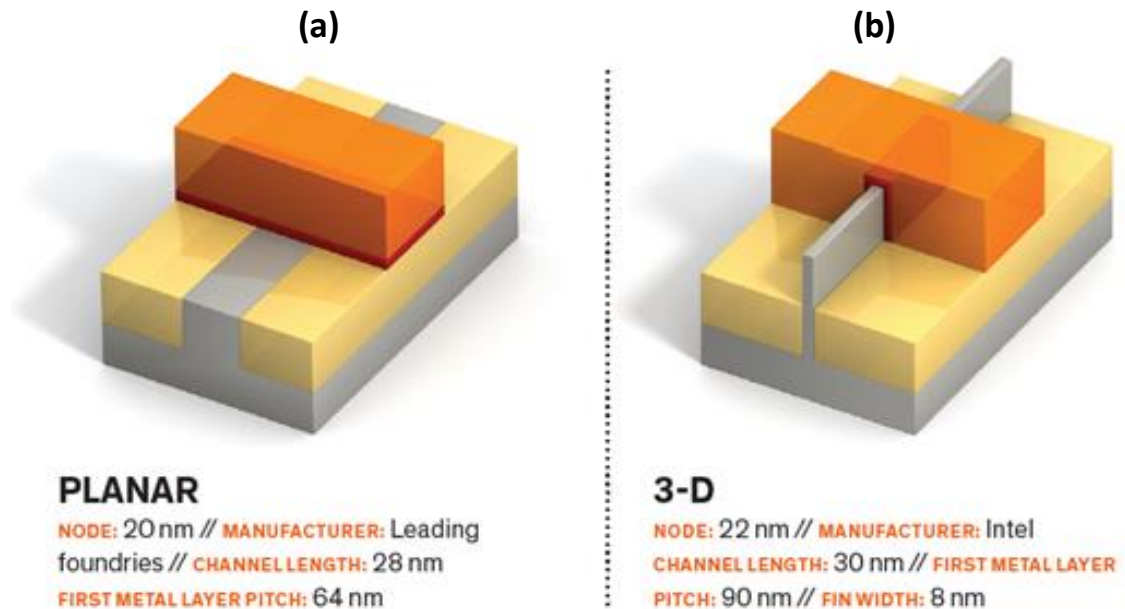 (a)
(b)
PLANAR
NODE: 20 nm // MANUFACTURER: Leading
foundries // CHANNEL LENGTH: 28 nm
FIRST METAL LAYER PITCH: 64 nm
3-D
NODE: 22 nm // MANUFACTURER: Intel
CHANNEL LENGTH: 30 nm // FIRST METAL LAYER
PITCH: 90 nm // FIN WIDTH: 8 nm